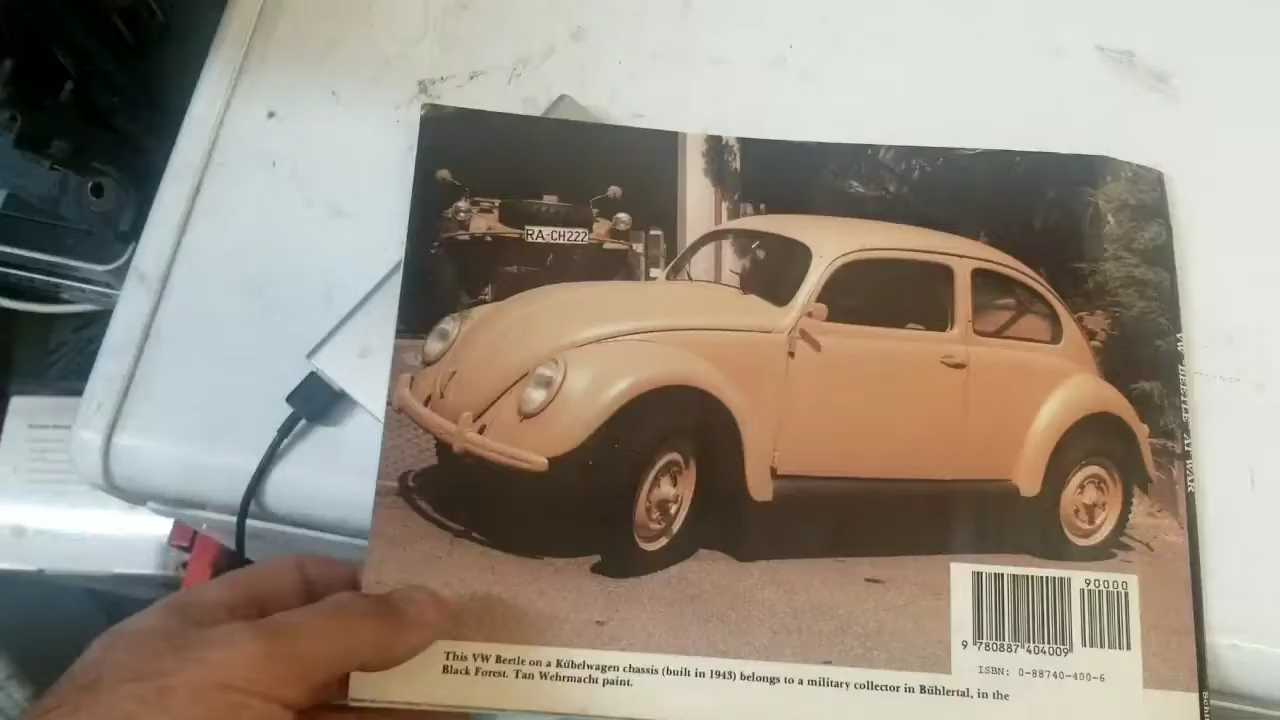 RA-CH222
VW BEETLE AT WAR
90000
9 780887 404009
ISBN: 0-88740-400-6
This VW Beetle on a Kübelwagen chassis (built in 1943) belongs to a military collector in Bühlertal, in the
Black Forest. Tan Wehrmacht paint.